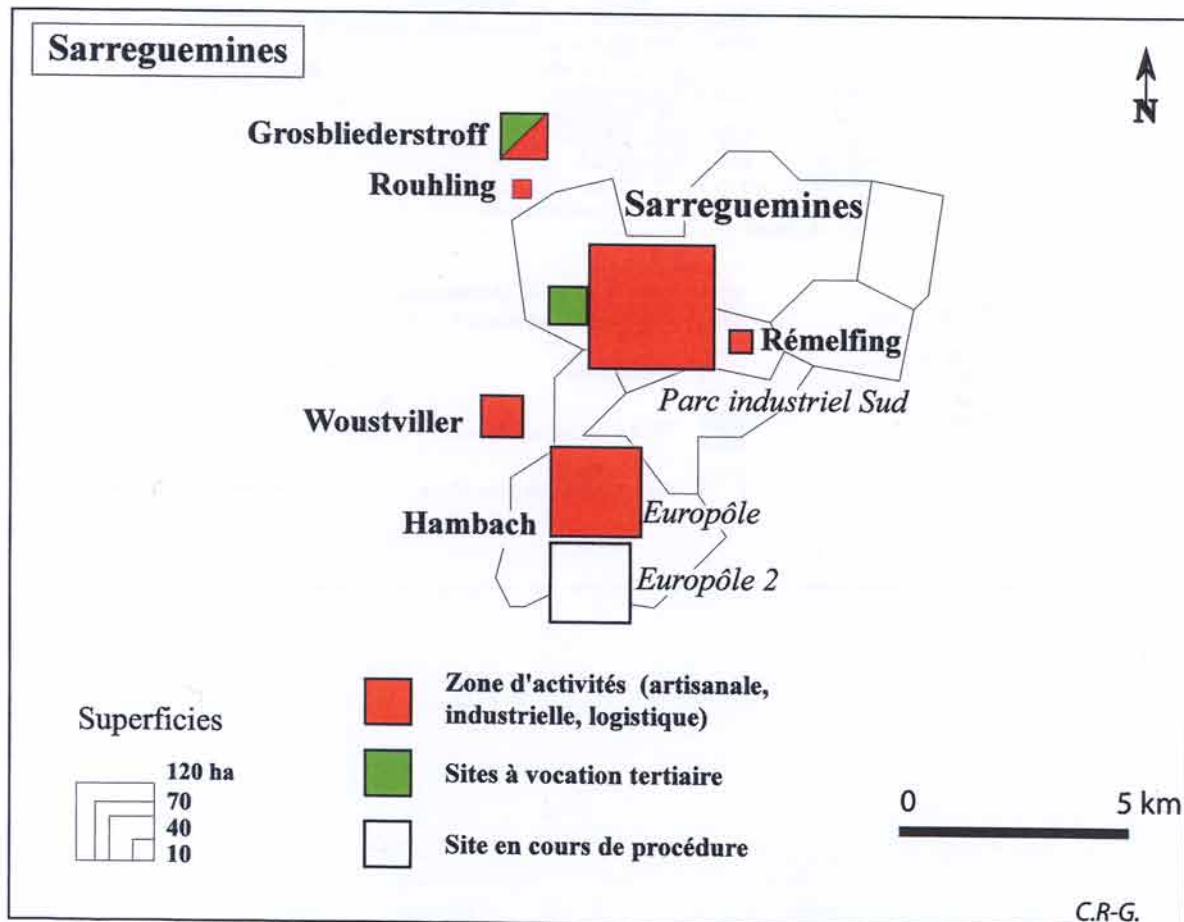 Sarreguemines
N
Grosbliederstroff
Rouhling
Sarreguemines
Rémelfing
Parc industriel Sud
Woustviller
Hambach
Europôle
Europôle 2
Superficies
120 ha
70
40
10
Zone d'activités (artisanale,
industrielle, logistique)
Sites à vocation tertiaire
Site en cours de procédure
0 5 km
C.R-G.